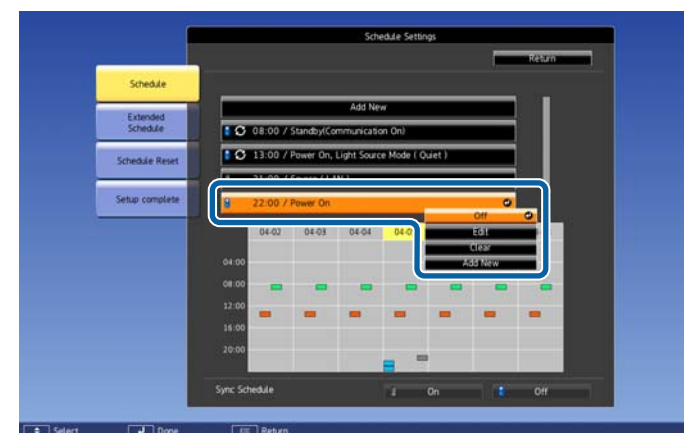 Schedule Settings
Return
Schedule
Extended
Schedule
Schedule Reset
Setup complete
Add New
08:00 / Standby(Communication On)
13:00 / Power On, Light Source Mode ( Quiet )
22:00 / Power On
Off
Edit
Clear
Add New
04-02 04-03 04-04
04:00
08:00
12:00
16:00
20:00
Sync Schedule On Off
Select Done Return